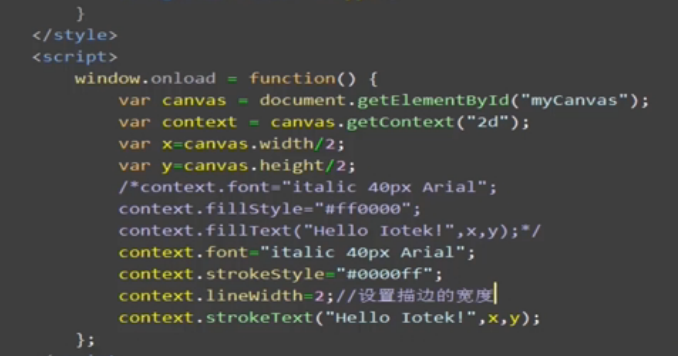 }
</style>
<script>
window.onload = function() {
var canvas = document.getElementById("myCanvas");
var context = canvas.getContext("2d");
var x=canvas.width/2;
var y=canvas.height/2;
/*context.font="italic 40px Arial";
context.fillStyle="#ff0000";
context.fillText("Hello Iotek!",x,y);*/
context.font="italic 40px Arial";
context.strokeStyle="#0000ff";
context.lineWidth=2;//设置描边的宽度
context.strokeText("Hello Iotek!",x,y);
};